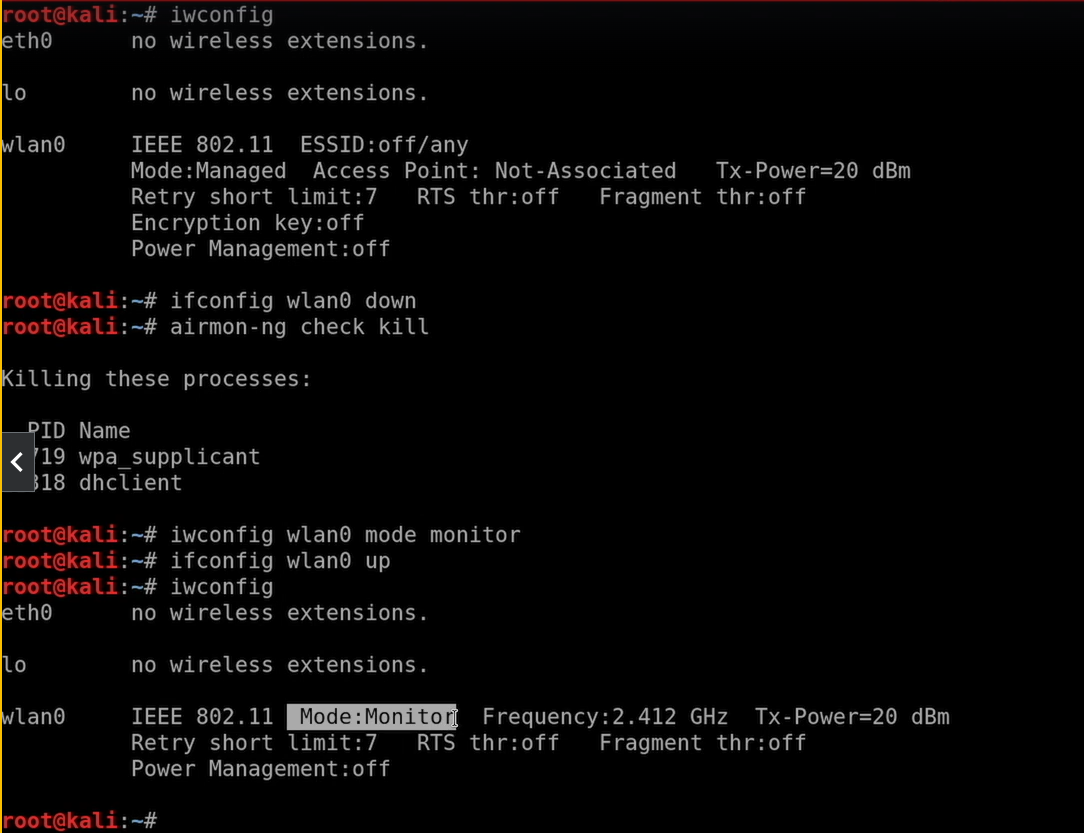 root@kali:~# iwconfig
eth0      no wireless extensions.
lo        no wireless extensions.
wlan0     IEEE 802.11  ESSID:off/any
          Mode:Managed  Access Point: Not-Associated   Tx-Power=20 dBm
          Retry short limit:7   RTS thr:off   Fragment thr:off
          Encryption key:off
          Power Management:off
root@kali:~# ifconfig wlan0 down
root@kali:~# airmon-ng check kill
Killing these processes:
  PID Name
wpa_supplicant
dhclient
root@kali:~# iwconfig wlan0 mode monitor
root@kali:~# ifconfig wlan0 up
root@kali:~# iwconfig
eth0      no wireless extensions.
lo        no wireless extensions.
wlan0     IEEE 802.11  Mode:Monitor  Frequency:2.412 GHz  Tx-Power=20 dBm
          Retry short limit:7   RTS thr:off   Fragment thr:off
          Power Management:off
root@kali:~#